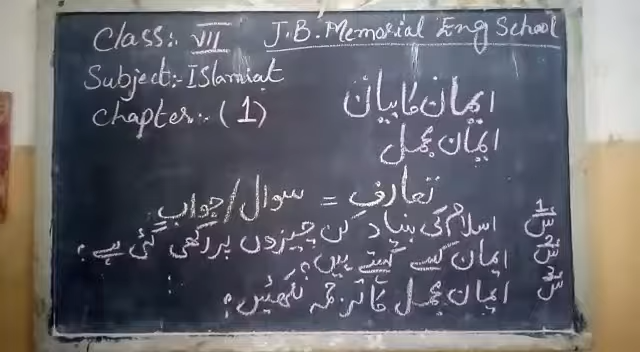 Class:- VII J.B. Memorial Eng School
Subject:- Islamiat
Chapter:- (1)
ایمان کا بیان
ایمان مجمل
تعارف = سوال/جواب
س1 اسلام کی بنیاد کن چیزوں پر رکھی گئی ہے؟
س2 ایمان کسے کہتے ہیں؟
س3 ایمان مجمل کا ترجمہ لکھئیں؟